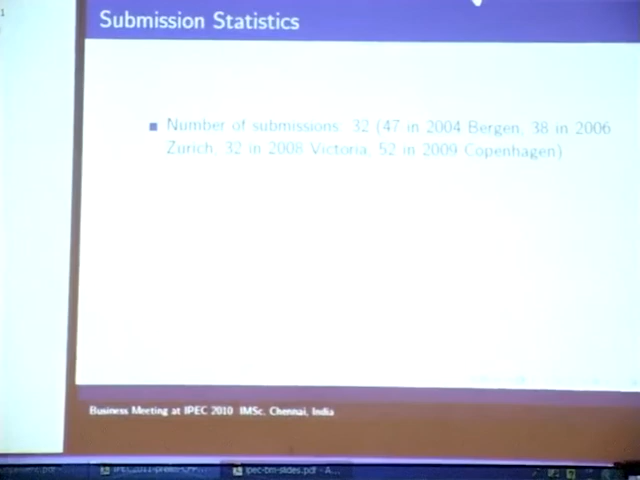 Submission Statistics
Number of submissions: 32 (47 in 2004 Bergen, 38 in 2006
Zurich, 32 in 2008 Victoria, 52 in 2009 Copenhagen)
Business Meeting at IPEC 2010 IMSc. Chennai, India
ipec-bm-slides.pdf - A...